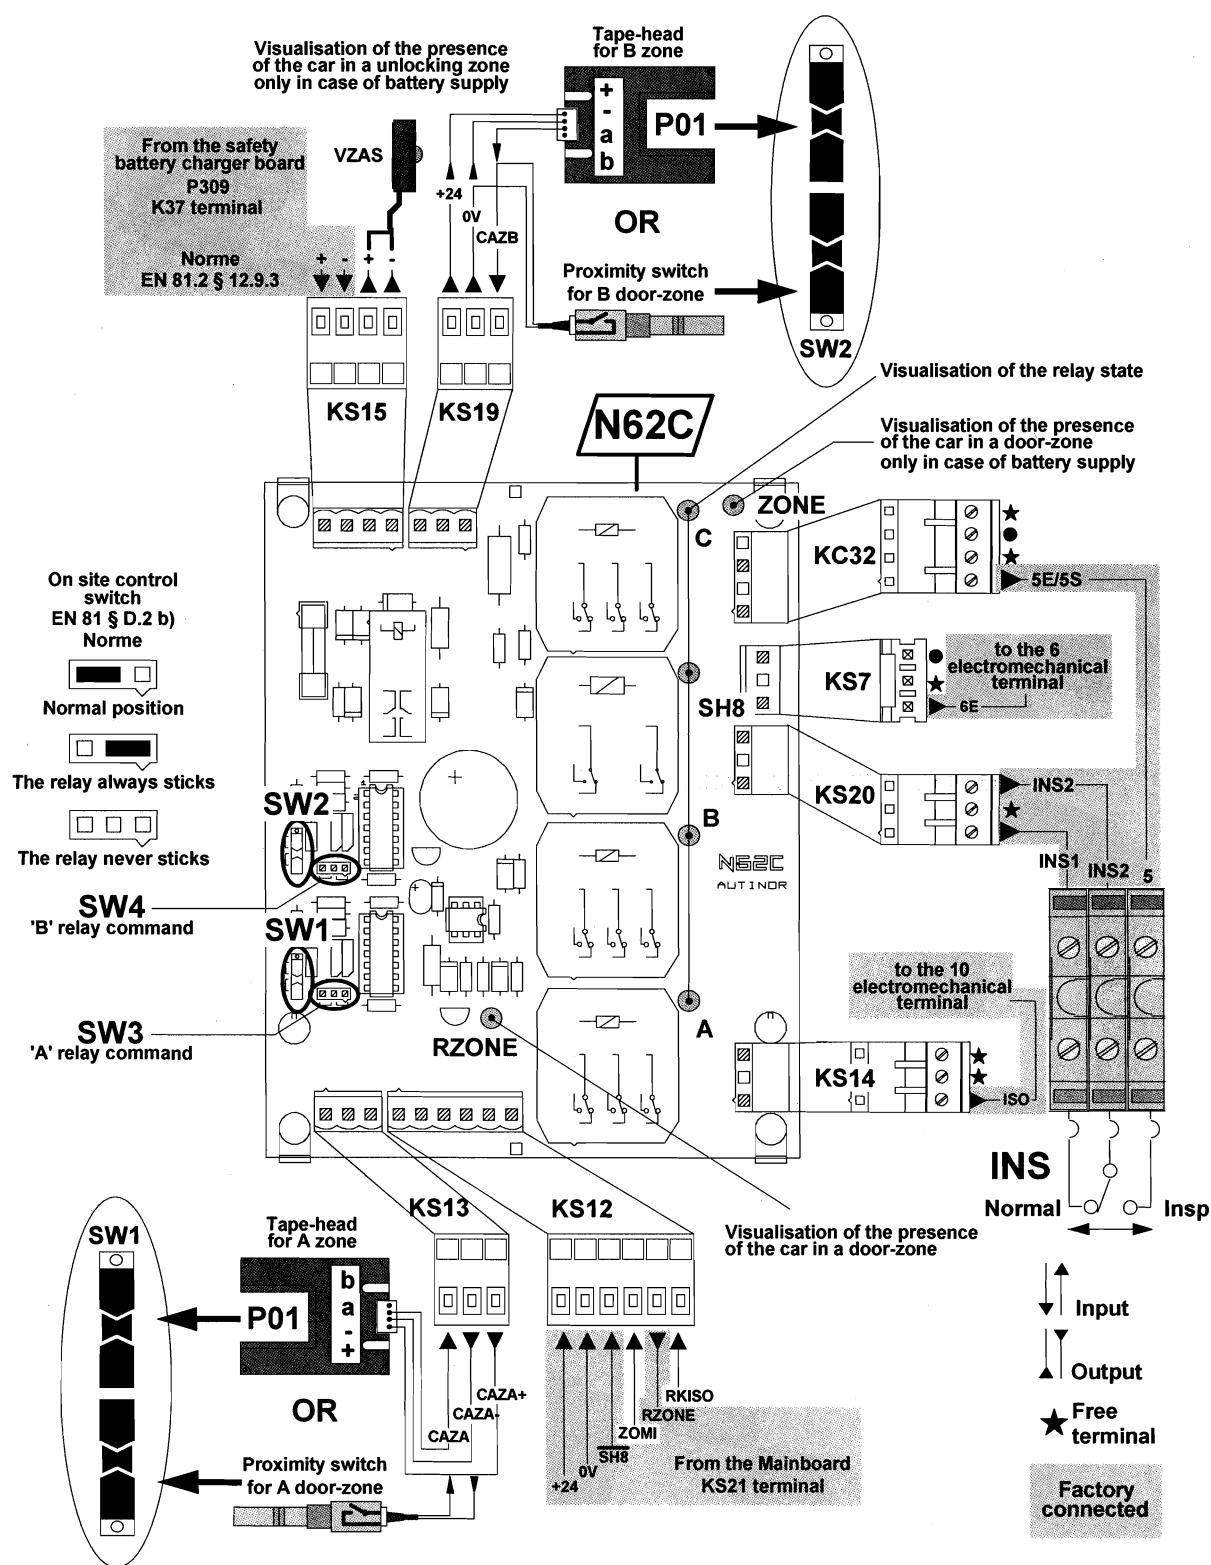 Visualisation of the presence
of the car in a unlocking zone
only in case of battery supply
Tape-head
for B zone
+
-
a
b
P01
From the safety
battery charger board
P309
K37 terminal
Norme
EN 81.2 § 12.9.3
VZAS
+ - + -
+24
0V
CAZB
OR
Proximity switch
for B door-zone
SW2
KS15
KS19
N62C
Visualisation of the relay state
Visualisation of the presence
of the car in a door-zone
only in case of battery supply
ZONE
C
KC32
5E/5S
On site control
switch
EN 81 § D.2 b)
Norme
Normal position
The relay always sticks
The relay never sticks
SH8
KS7
to the 6
electromechanical
terminal
6E
KS20
INS2
INS1
INS2
5
SW2
+
B
N62C
AUTINOR
SW4
'B' relay command
SW1
SW3
'A' relay command
RZONE
A
to the 10
electromechanical
terminal
KS14
ISO
INS
Normal
Insp
KS13
KS12
Visualisation of the presence
of the car in a door-zone
SW1
Tape-head
for A zone
P01
b
a
-
+
OR
CAZA
CAZA-
CAZA+
Proximity switch
for A door-zone
+24
0V
SH8
ZOMI
RZONE
RKISO
From the Mainboard
KS21 terminal
Input
Output
Free
terminal
Factory
connected